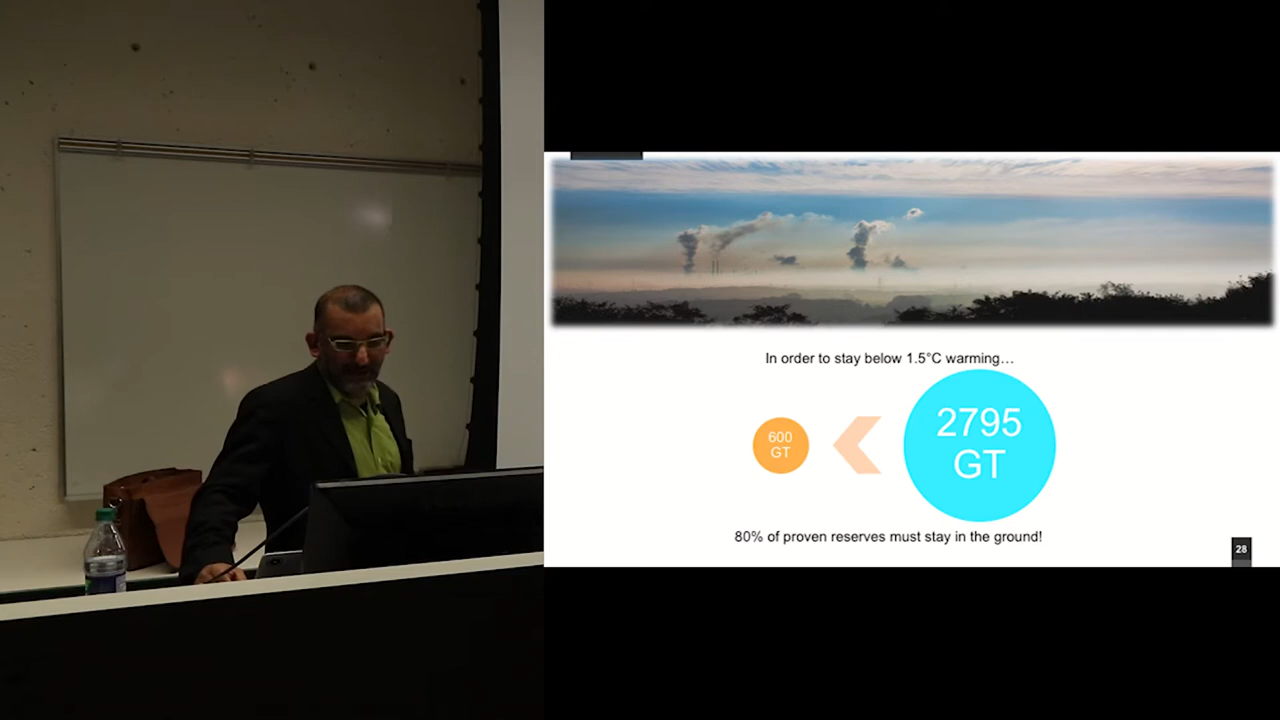 In order to stay below 1.5°C warming…
600
GT
2795
GT
80% of proven reserves must stay in the ground!
28